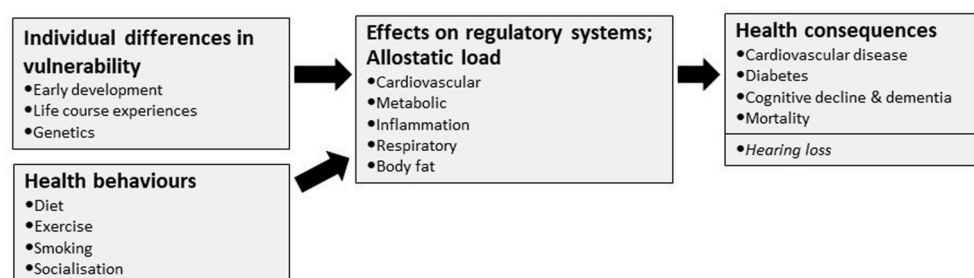 Individual differences in
vulnerability
●Early development
●Life course experiences
●Genetics
Health behaviours
●Diet
●Exercise
●Smoking
●Socialisation
Effects on regulatory systems;
Allostatic load
●Cardiovascular
●Metabolic
●Inflammation
●Respiratory
●Body fat
Health consequences
●Cardiovascular disease
●Diabetes
●Cognitive decline & dementia
●Mortality
●Hearing loss